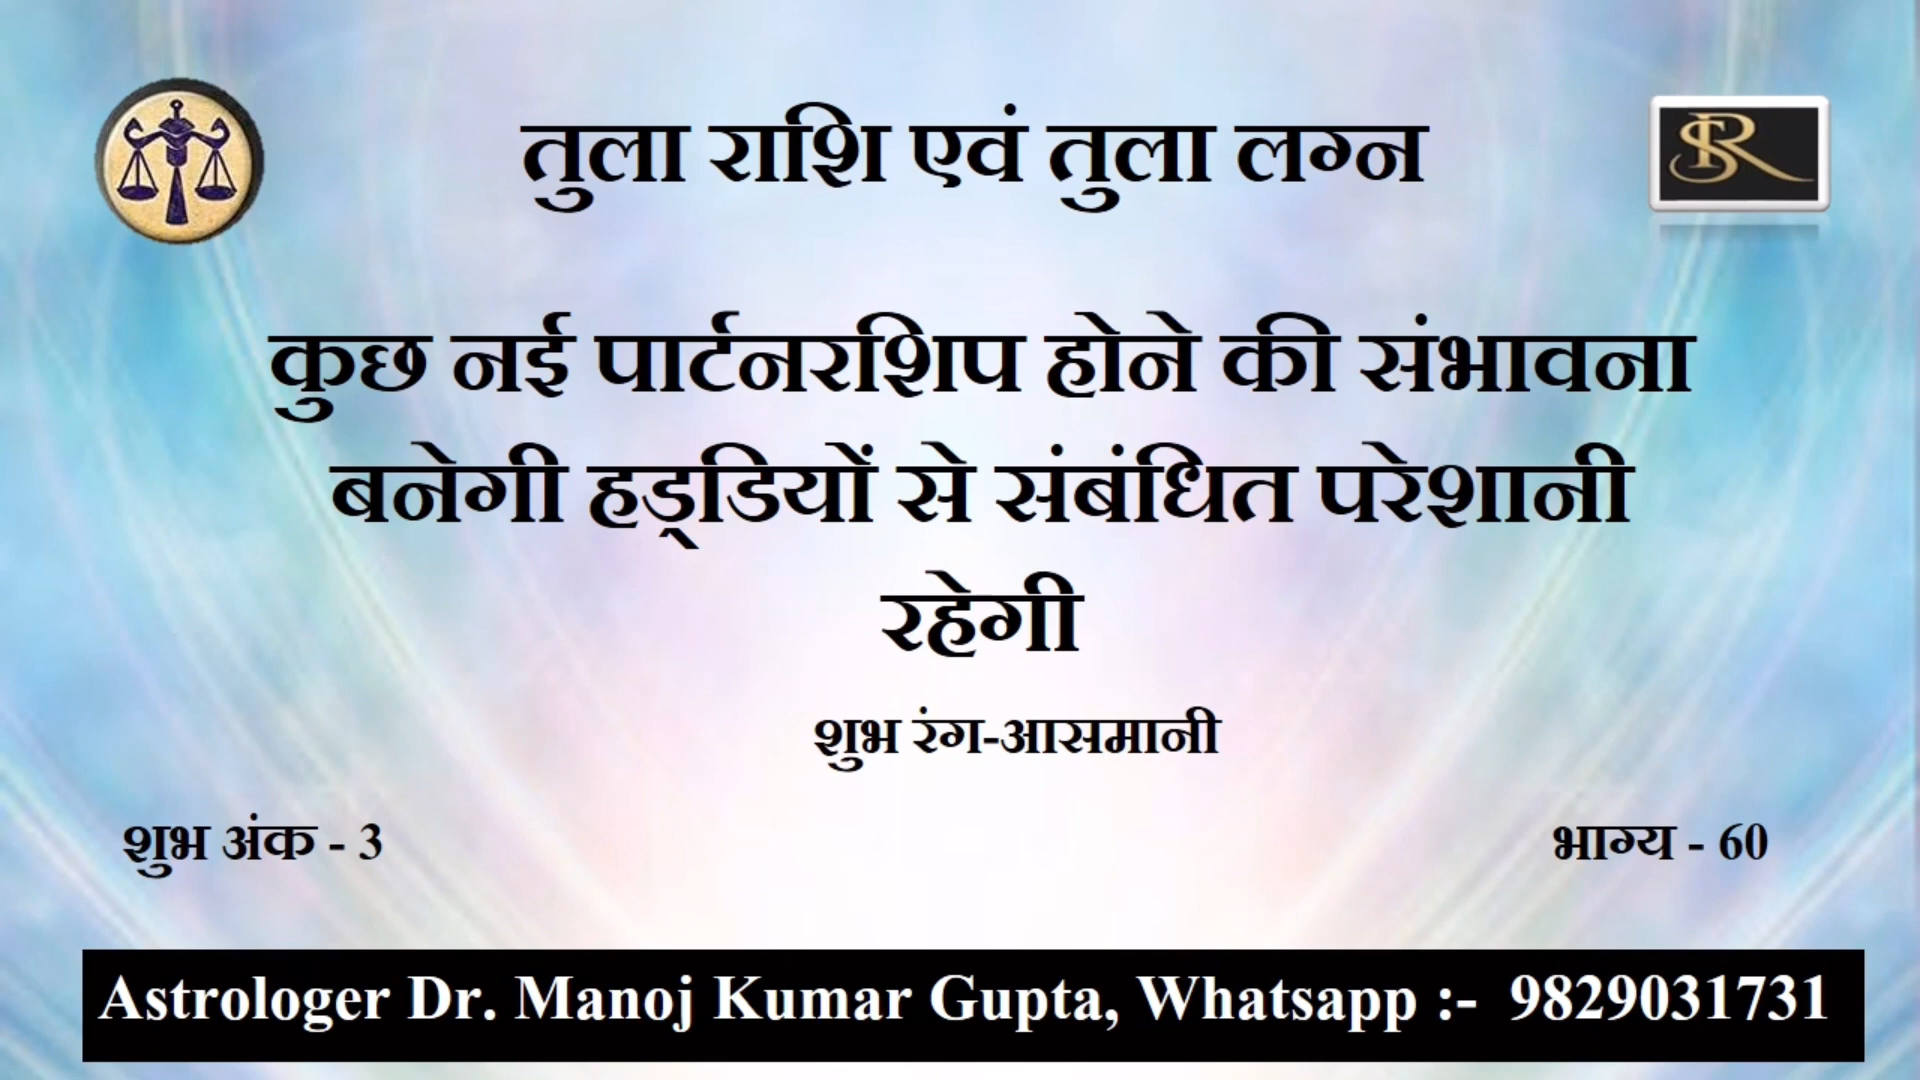 तुला राशि एवं तुला लग्न
कुछ नई पार्टनरशिप होने की संभावना
बनेगी हड्डियों से संबंधित परेशानी
रहेगी
शुभ रंग-आसमानी
शुभ अंक - 3
भाग्य - 60
Astrologer Dr. Manoj Kumar Gupta, Whatsapp :- 9829031731